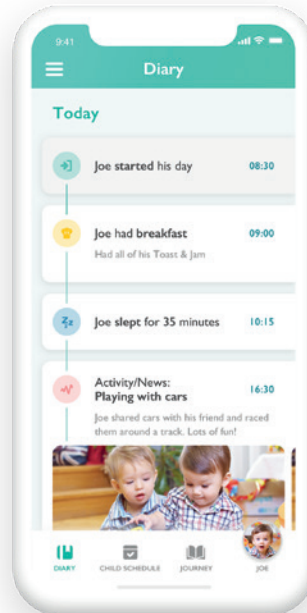 9:41
Diary
Today
Joe started his day 08:30
Joe had breakfast 09:00
Had all of his Toast & Jam
Zz
z
Joe slept for 35 minutes 10:15
Activity/News:
Playing with cars 16:30
Joe shared cars with his friend and raced
them around a track. Lots of fun!
DIARY CHILD SCHEDULE JOURNEY JOE